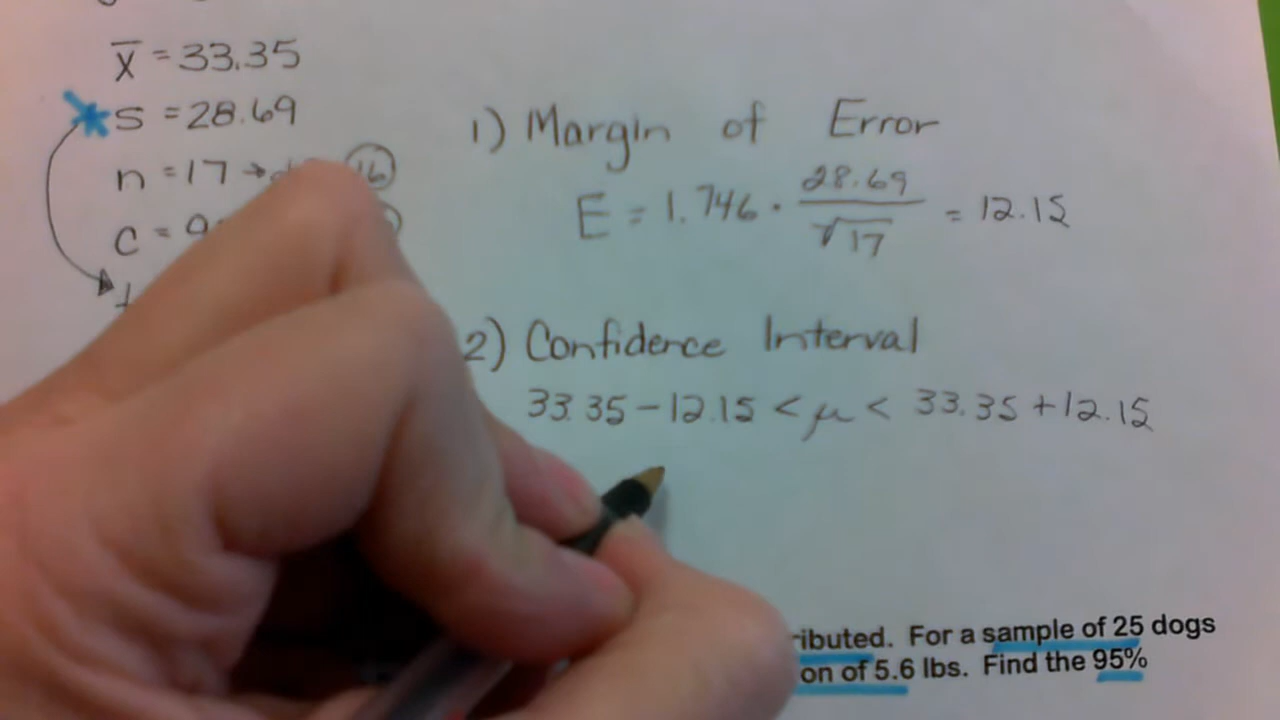 x̄ = 33.35
s = 28.69
n = 17 → 16
c = 9
t
1) Margin of Error
E = 1.746 · 28.69 / √17 = 12.15
2) Confidence Interval
33.35 - 12.15 < μ < 33.35 + 12.15
ributed. For a sample of 25 dogs
on of 5.6 lbs. Find the 95%